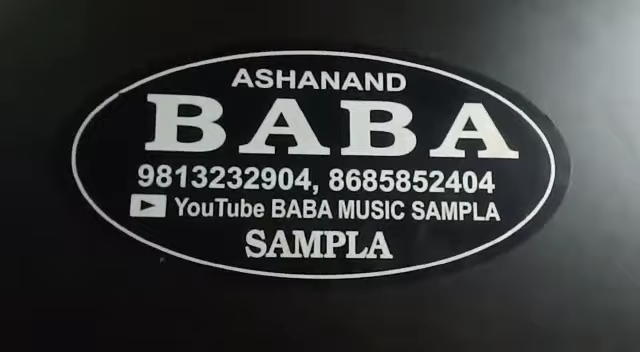 ASHANAND
BABA
9813232904, 8685852404
YouTube BABA MUSIC SAMPLA
SAMPLA